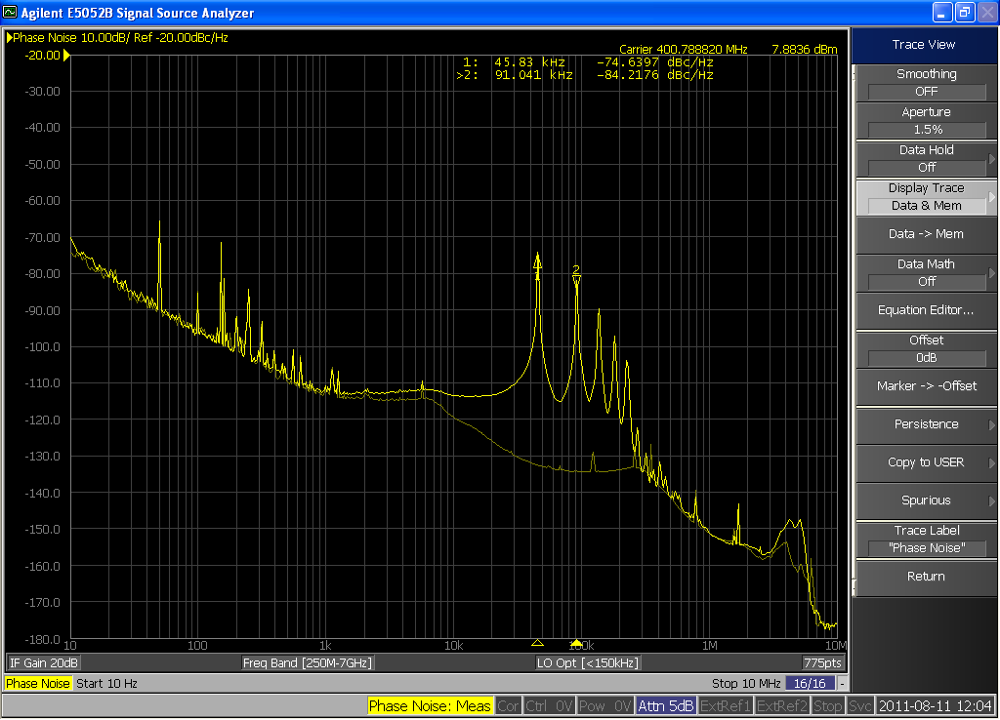 Agilent E5052B Signal Source Analyzer
Phase Noise 10.00dB/ Ref -20.00dBc/Hz
Carrier 400.788820 MHz 7.8836 dBm
1: 45.83 kHz -74.6397 dBc/Hz
>2: 91.041 kHz -84.2176 dBc/Hz
-20.00
-30.00
-40.00
-50.00
-60.00
-70.00
-80.00
-90.00
-100.0
-110.0
-120.0
-130.0
-140.0
-150.0
-160.0
-170.0
-180.0
1
2
10 100 1k 10k 100k 1M 10M
IF Gain 20dB Freq Band [250M-7GHz] LO Opt [<150kHz] 775pts
Phase Noise Start 10 Hz Stop 10 MHz 16/16
Phase Noise: Meas Cor Ctrl 0V Pow 0V Attn 5dB ExtRef1 ExtRef2 Stop Svc 2011-08-11 12:04
Trace View
Smoothing
OFF
Aperture
1.5%
Data Hold
Off
Display Trace
Data & Mem
Data -> Mem
Data Math
Off
Equation Editor...
Offset
0dB
Marker -> -Offset
Persistence
Copy to USER
Spurious
Trace Label
"Phase Noise"
Return